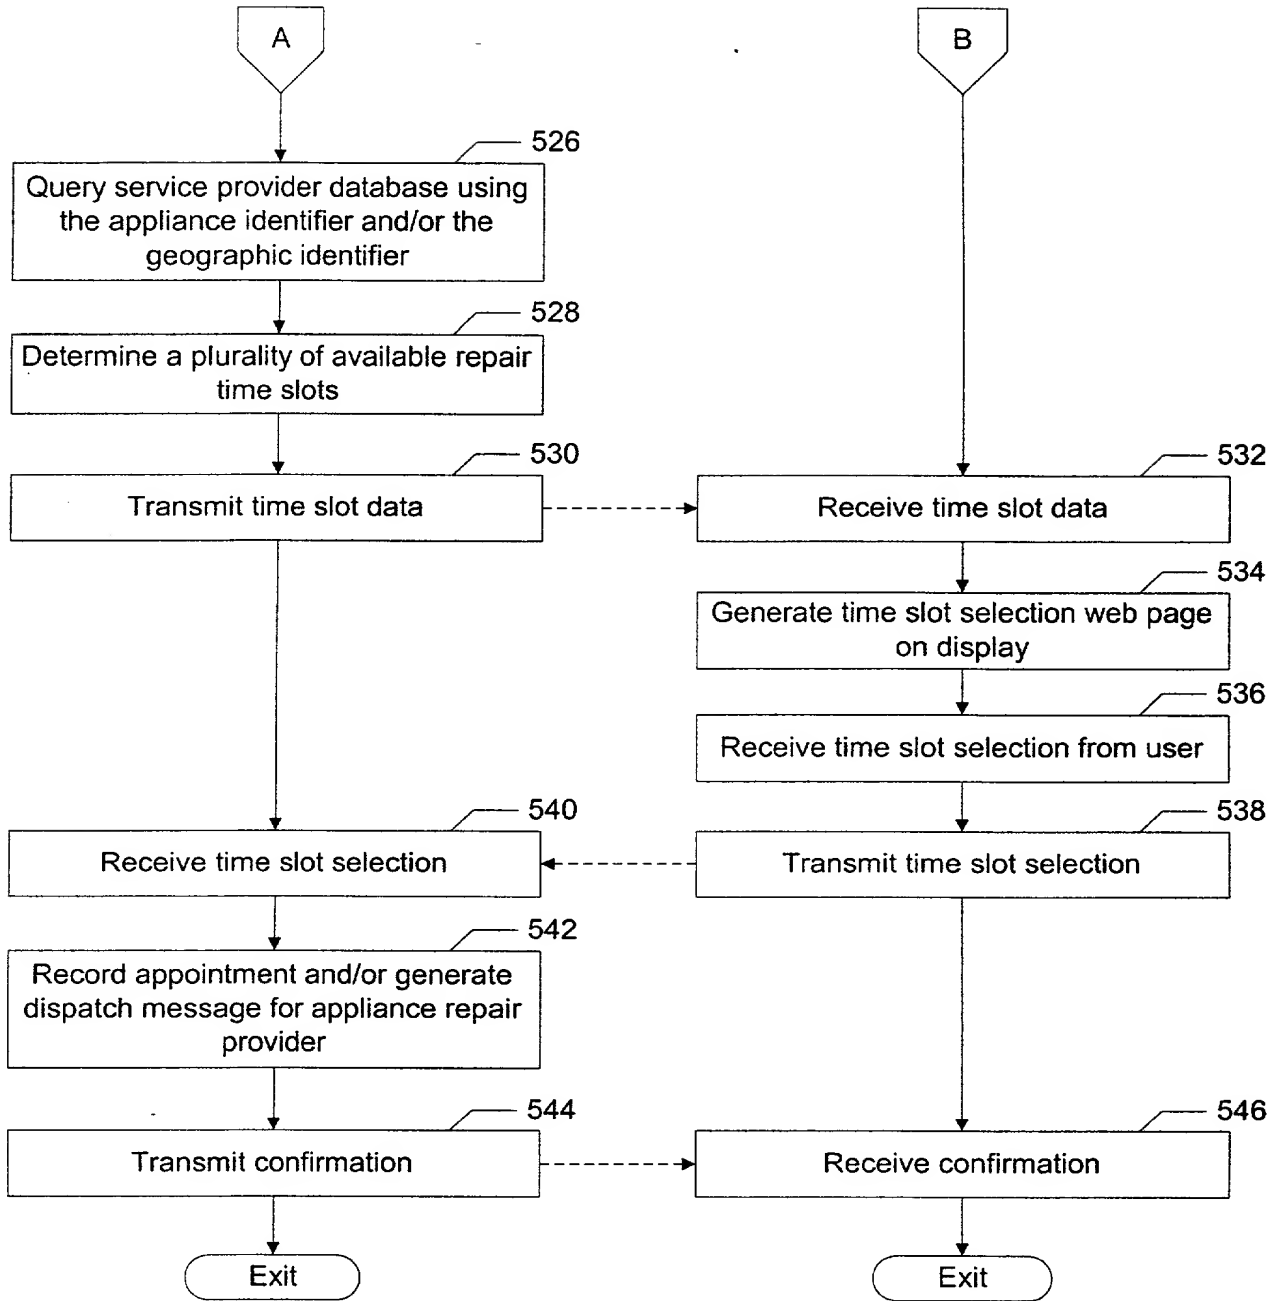 A
B
526
Query service provider database using
the appliance identifier and/or the
geographic identifier
528
Determine a plurality of available repair
time slots
530
Transmit time slot data
532
Receive time slot data
534
Generate time slot selection web page
on display
536
Receive time slot selection from user
540
Receive time slot selection
538
Transmit time slot selection
542
Record appointment and/or generate
dispatch message for appliance repair
provider
544
Transmit confirmation
546
Receive confirmation
Exit
Exit